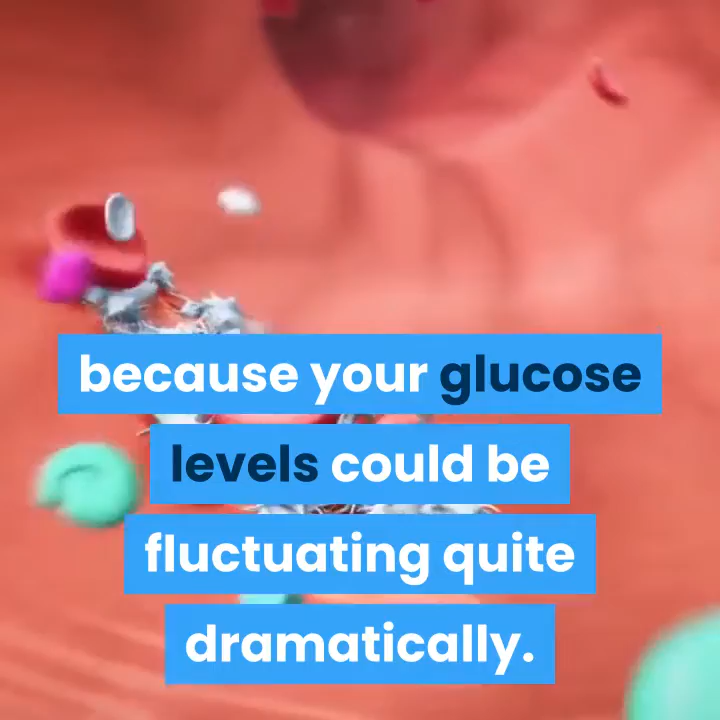 because your glucose
levels could be
fluctuating quite
dramatically.